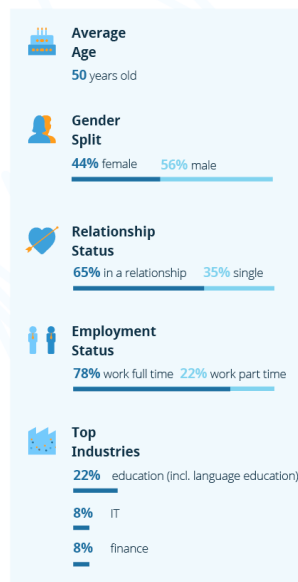 Average
Age
50 years old
Gender
Split
44% female 56% male
Relationship
Status
65% in a relationship 35% single
Employment
Status
78% work full time 22% work part time
Top
Industries
22% education (incl. language education)
8% IT
8% finance